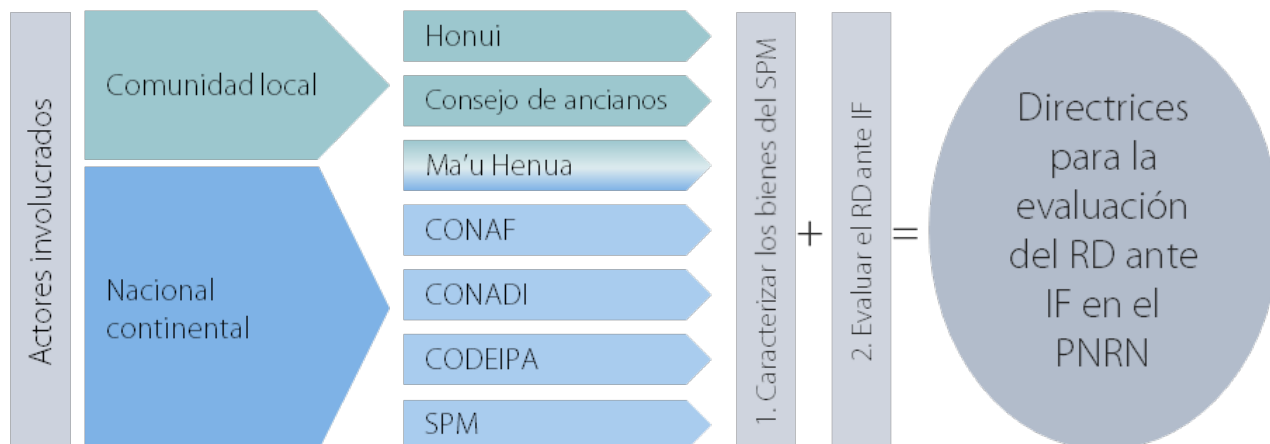 Actores involucrados
Comunidad local
Nacional
continental
Honui
Consejo de ancianos
Ma'u Henua
CONAF
CONADI
CODEIPA
SPM
1. Caracterizar los bienes del SPM
+
2. Evaluar el RD ante IF
=
Directrices
para la
evaluación
del RD ante
IF en el
PNRN